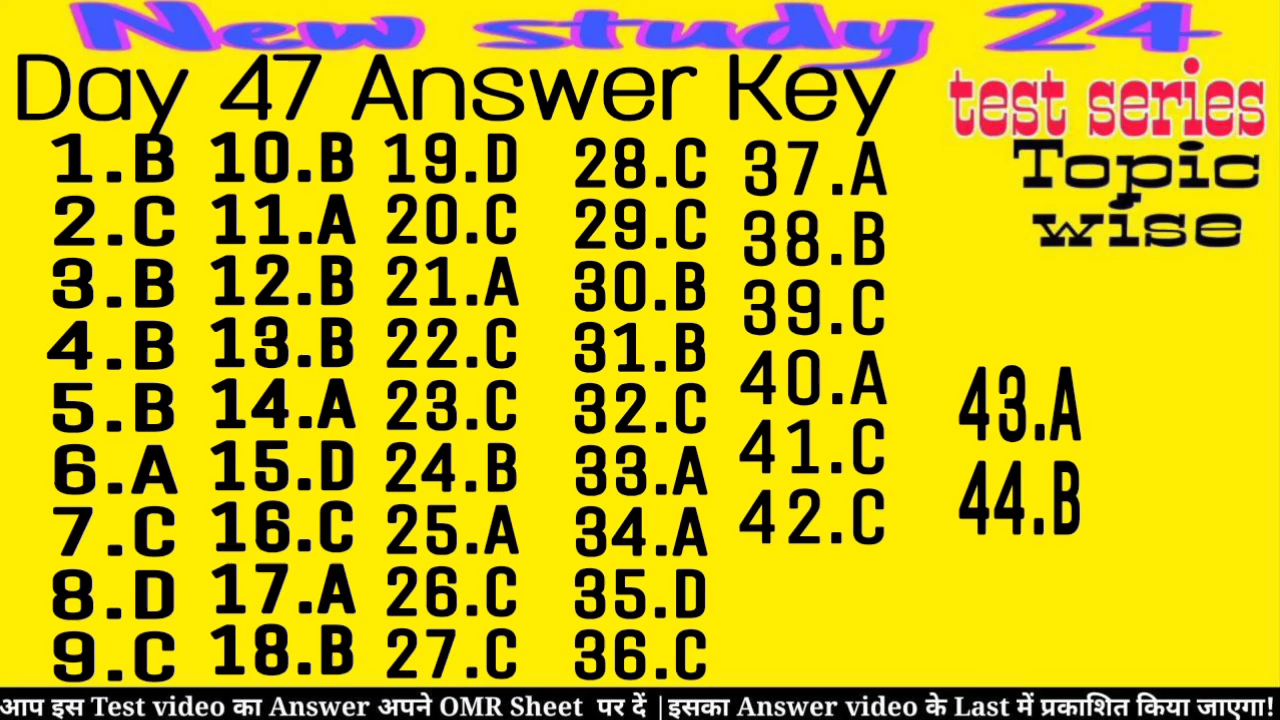 New study 24
Day 47 Answer Key
test series
Topic
wise
1.B
2.C
3.B
4.B
5.B
6.A
7.C
8.D
9.C
10.B
11.A
12.B
13.B
14.A
15.D
16.C
17.A
18.B
19.D
20.C
21.A
22.C
23.C
24.B
25.A
26.C
27.C
28.C
29.C
30.B
31.B
32.C
33.A
34.A
35.D
36.C
37.A
38.B
39.C
40.A
41.C
42.C
43.A
44.B
आप इस Test video का Answer अपने OMR Sheet पर दें |इसका Answer video के Last में प्रकाशित किया जाएगा!